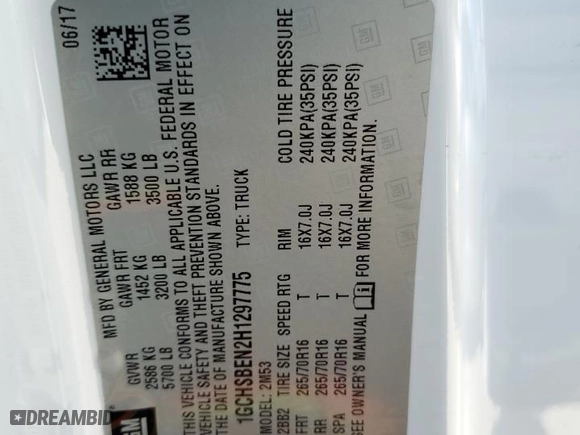 06/17
MFD BY GENERAL MOTORS LLC
GVWR GAWR FRT GAWR RR
2586 KG 1452 KG 1588 KG
5700 LB 3200 LB 3500 LB
THIS VEHICLE CONFORMS TO ALL APPLICABLE U.S. FEDERAL MOTOR
VEHICLE SAFETY AND THEFT PREVENTION STANDARDS IN EFFECT ON
THE DATE OF MANUFACTURE SHOWN ABOVE.
1GCHSBEN2H1297775 TYPE: TRUCK
MODEL: 2M53
2BB2 TIRE SIZE SPEED RTG RIM COLD TIRE PRESSURE
FRT 265/70R16 T 16X7.0J 240KPA(35PSI)
RR 265/70R16 T 16X7.0J 240KPA(35PSI)
SPA 265/70R16 T 16X7.0J 240KPA(35PSI)
SEE OWNER'S MANUAL FOR MORE INFORMATION.
GM
DREAMBID